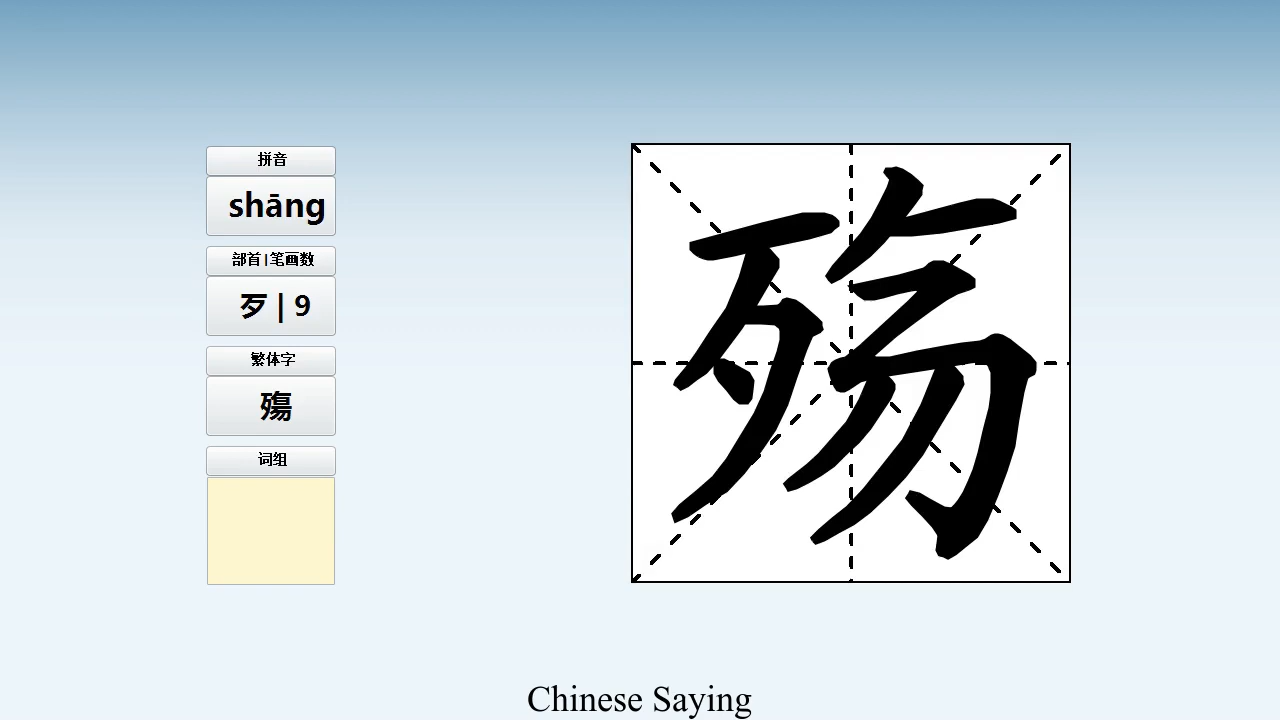 拼音
shāng
部首|笔画数
歹 | 9
繁体字
殤
词组
殇
Chinese Saying